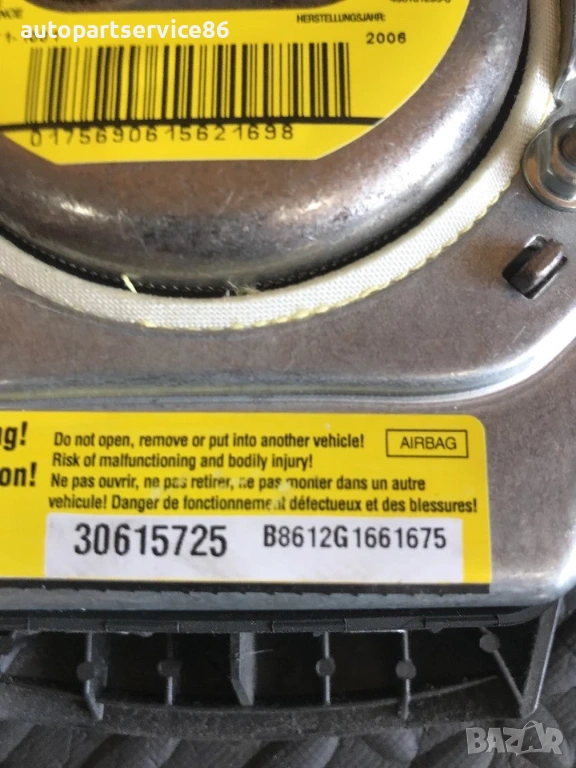 autopartservice86
HERSTELLUNGSJAHR:
2006
0175690615621698
Do not open, remove or put into another vehicle!
AIRBAG
Risk of malfunctioning and bodily injury!
Ne pas ouvrir, ne pas retirer, ne pas monter dans un autre
vehicule! Danger de fonctionnement défectueux et des blessures!
30615725
B8612G1661675
BAZAR